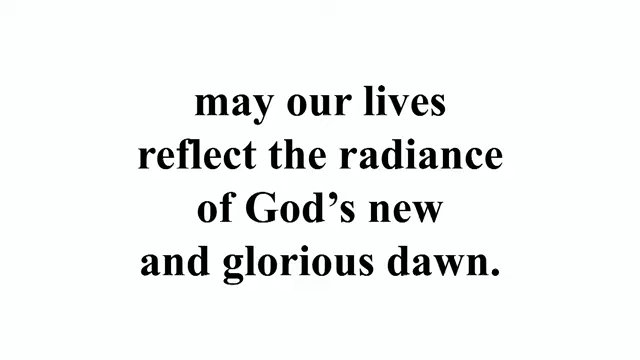 may our lives
reflect the radiance
of God’s new
and glorious dawn.